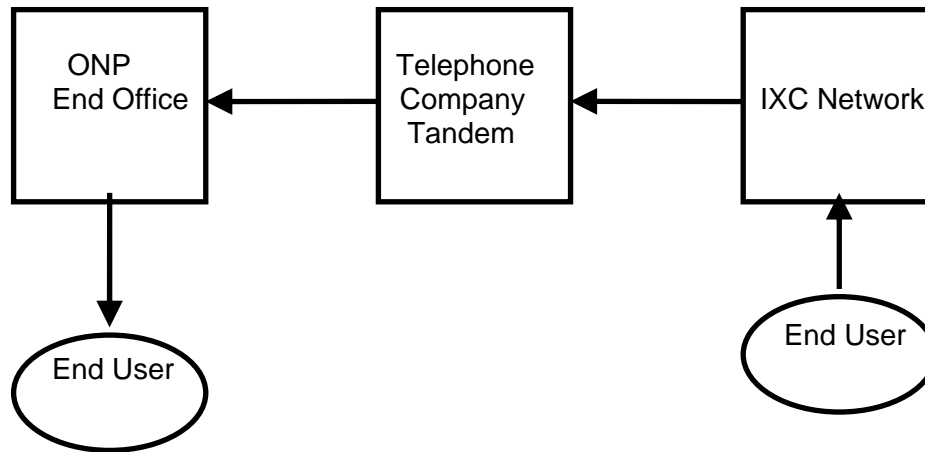 ONP
End Office
Telephone
Company
Tandem
IXC Network
End User
End User